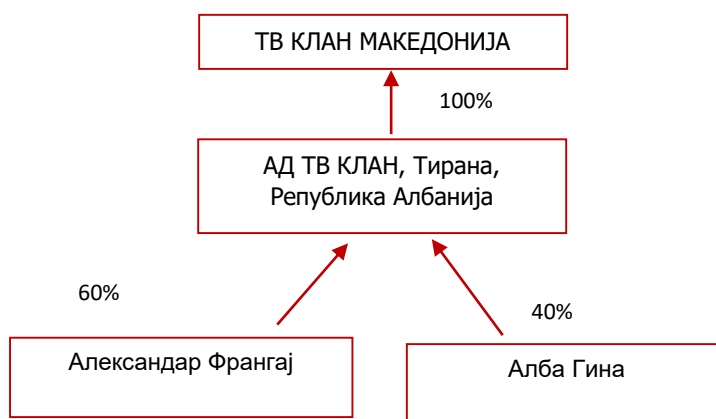 ТВ КЛАН МАКЕДОНИЈА
100%
АД ТВ КЛАН, Тирана,
Република Албанија
60%
40%
Александар Франгај
Алба Гина